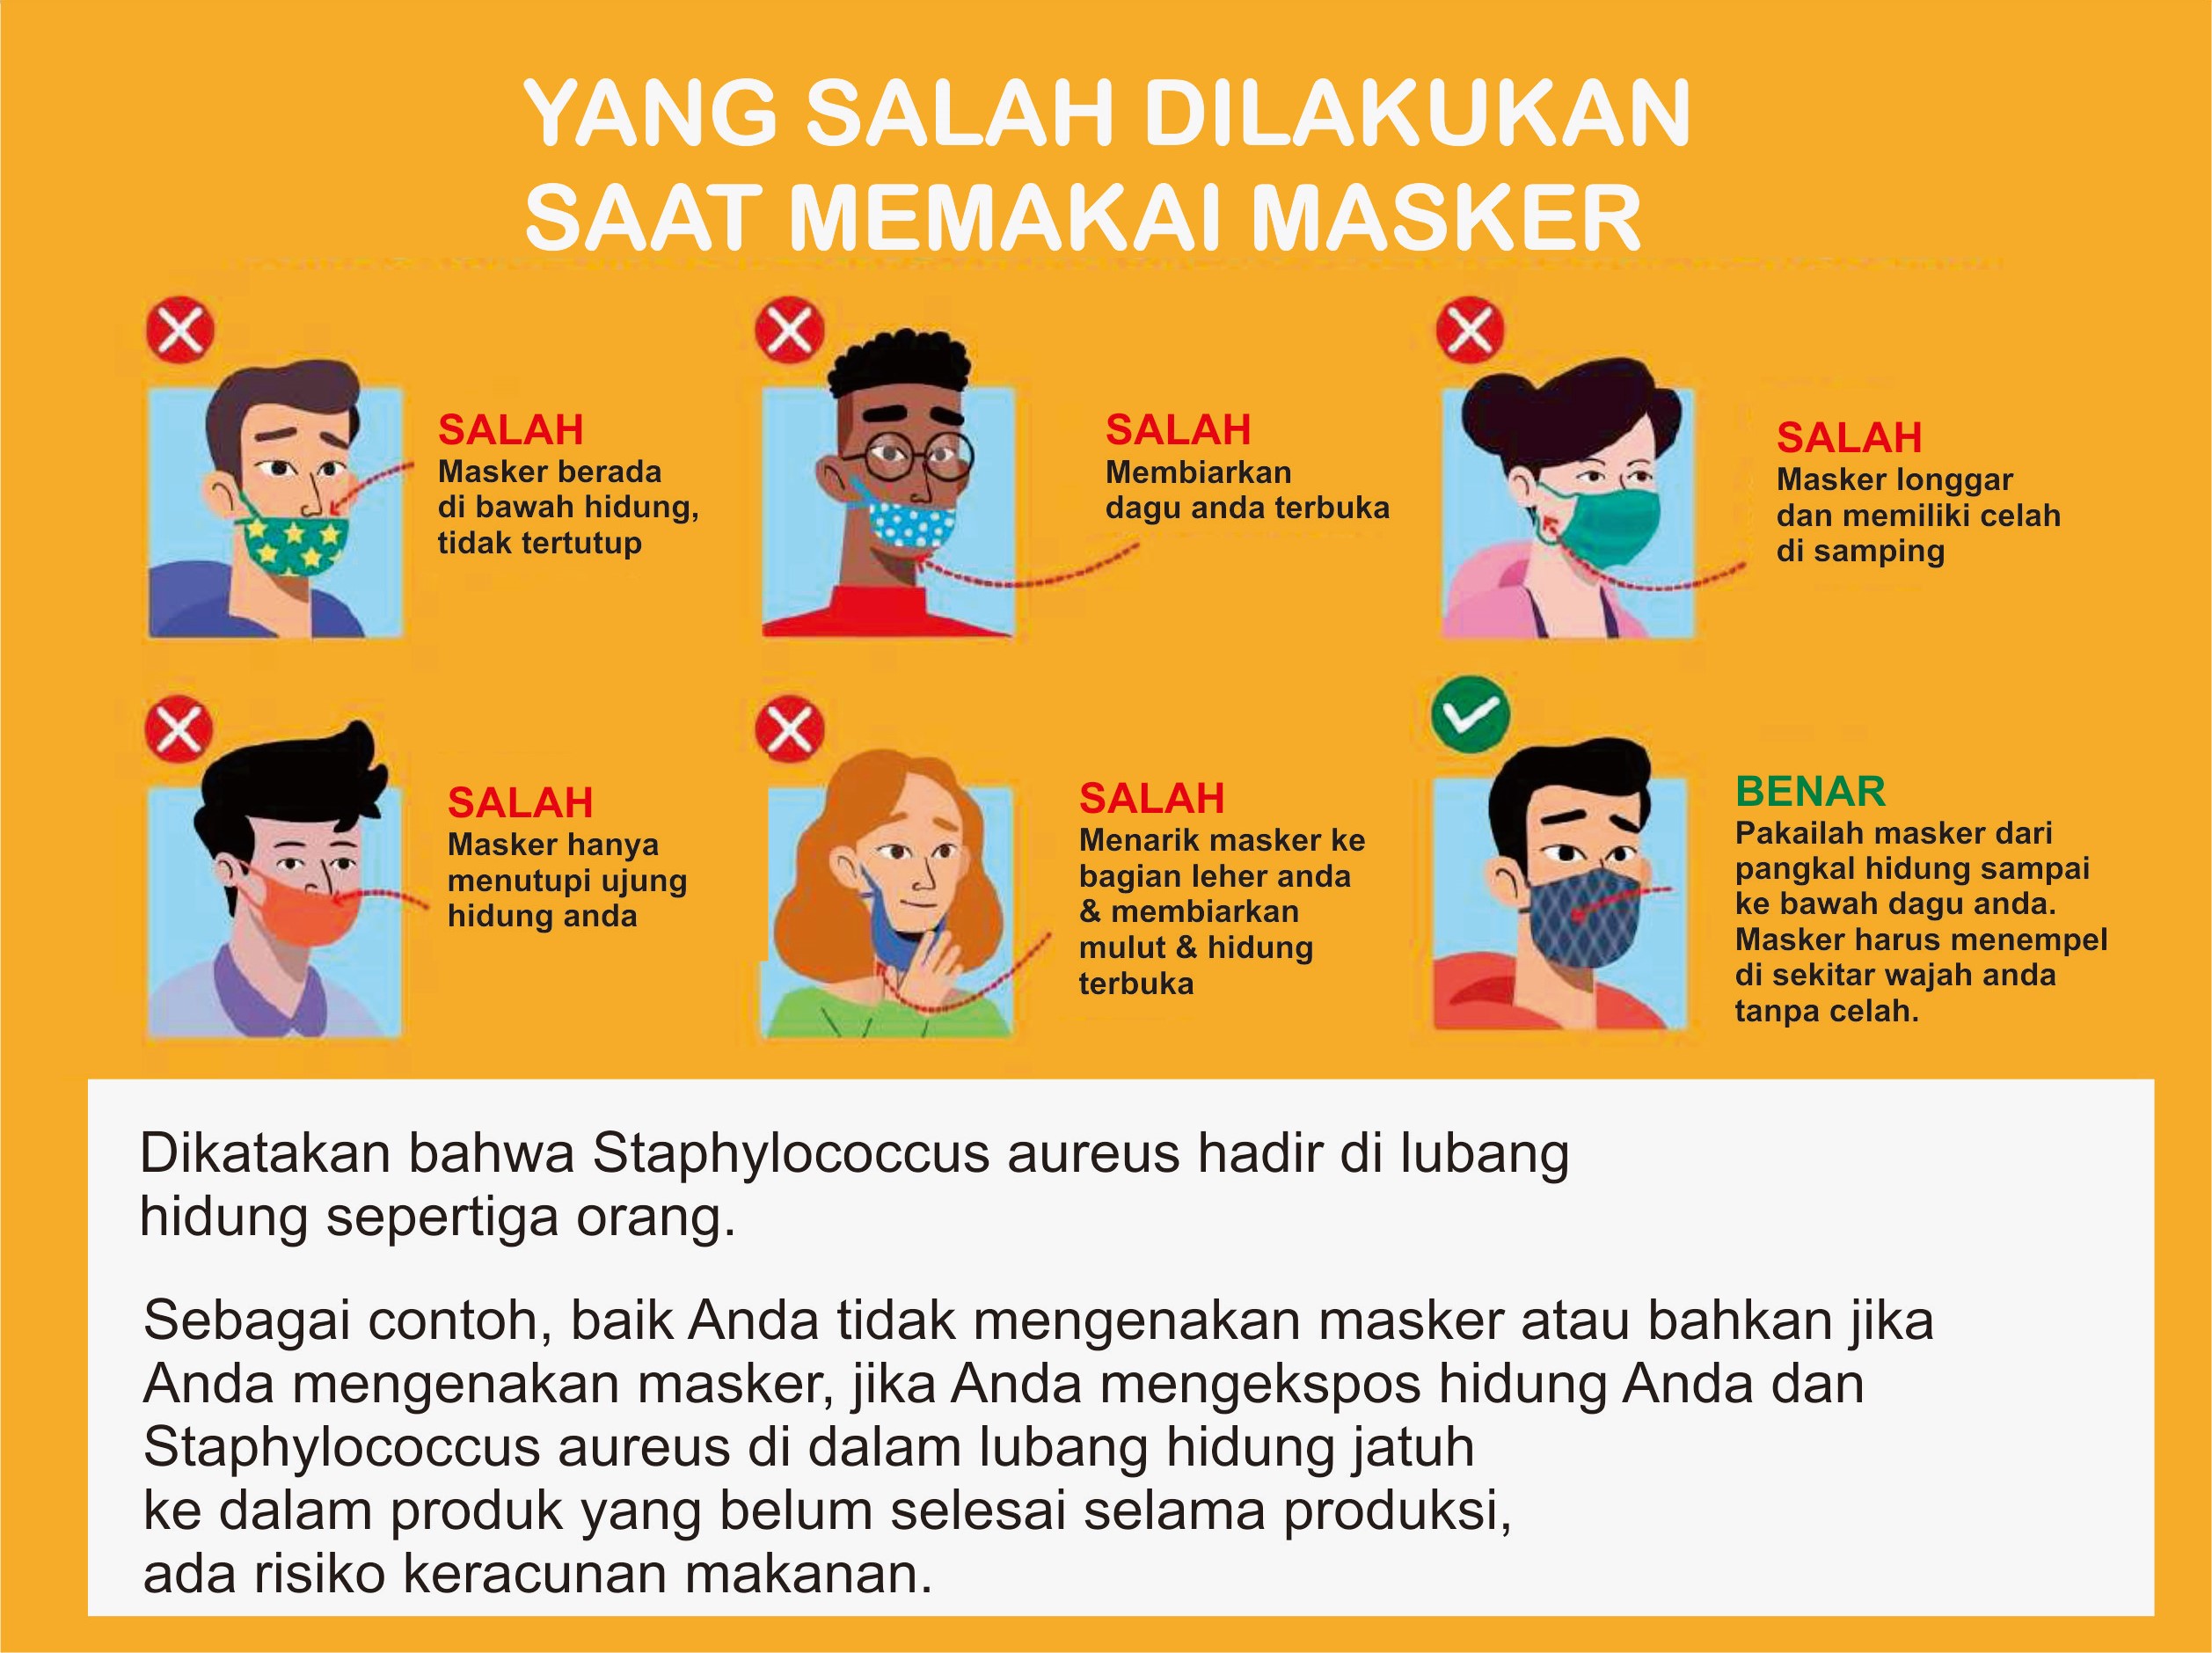 YANG SALAH DILAKUKAN
SAAT MEMAKAI MASKER
SALAH
Masker berada
di bawah hidung,
tidak tertutup
SALAH
Membiarkan
dagu anda terbuka
SALAH
Masker longgar
dan memiliki celah
di samping
SALAH
Masker hanya
menutupi ujung
hidung anda
SALAH
Menarik masker ke
bagian leher anda
& membiarkan
mulut & hidung
terbuka
BENAR
Pakailah masker dari
pangkal hidung sampai
ke bawah dagu anda.
Masker harus menempel
di sekitar wajah anda
tanpa celah.
Dikatakan bahwa Staphylococcus aureus hadir di lubang
hidung sepertiga orang.
Sebagai contoh, baik Anda tidak mengenakan masker atau bahkan jika
Anda mengenakan masker, jika Anda mengekspos hidung Anda dan
Staphylococcus aureus di dalam lubang hidung jatuh
ke dalam produk yang belum selesai selama produksi,
ada risiko keracunan makanan.